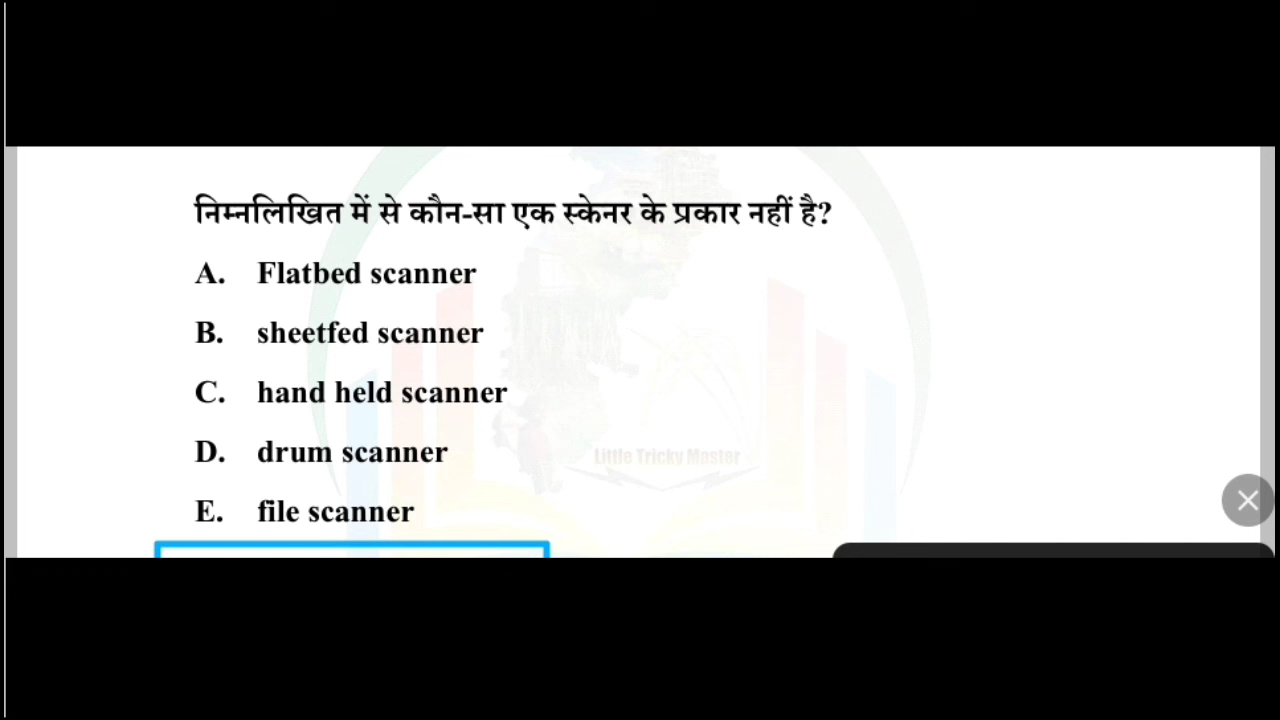 निम्नलिखित में से कौन-सा एक स्केनर के प्रकार नहीं है?
A. Flatbed scanner
B. sheetfed scanner
C. hand held scanner
D. drum scanner
Little Tricky Master
E. file scanner